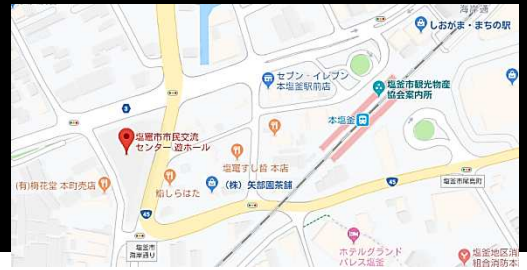 海岸通
しおがま・まちの駅
セブン-イレブン
本塩釜駅前店
塩釜市観光物産
協会案内所
3
本塩釜
塩竈市市民交流
センター 遊ホール
塩竈すし哲 本店
(有)梅花堂 本町売店
鮨しらはた
(株) 矢部園茶舗
塩釜市尾島町
45
45
塩釜市
海岸通り
ホテルグランド
パレス塩釜
塩釜地区消
組合消防本